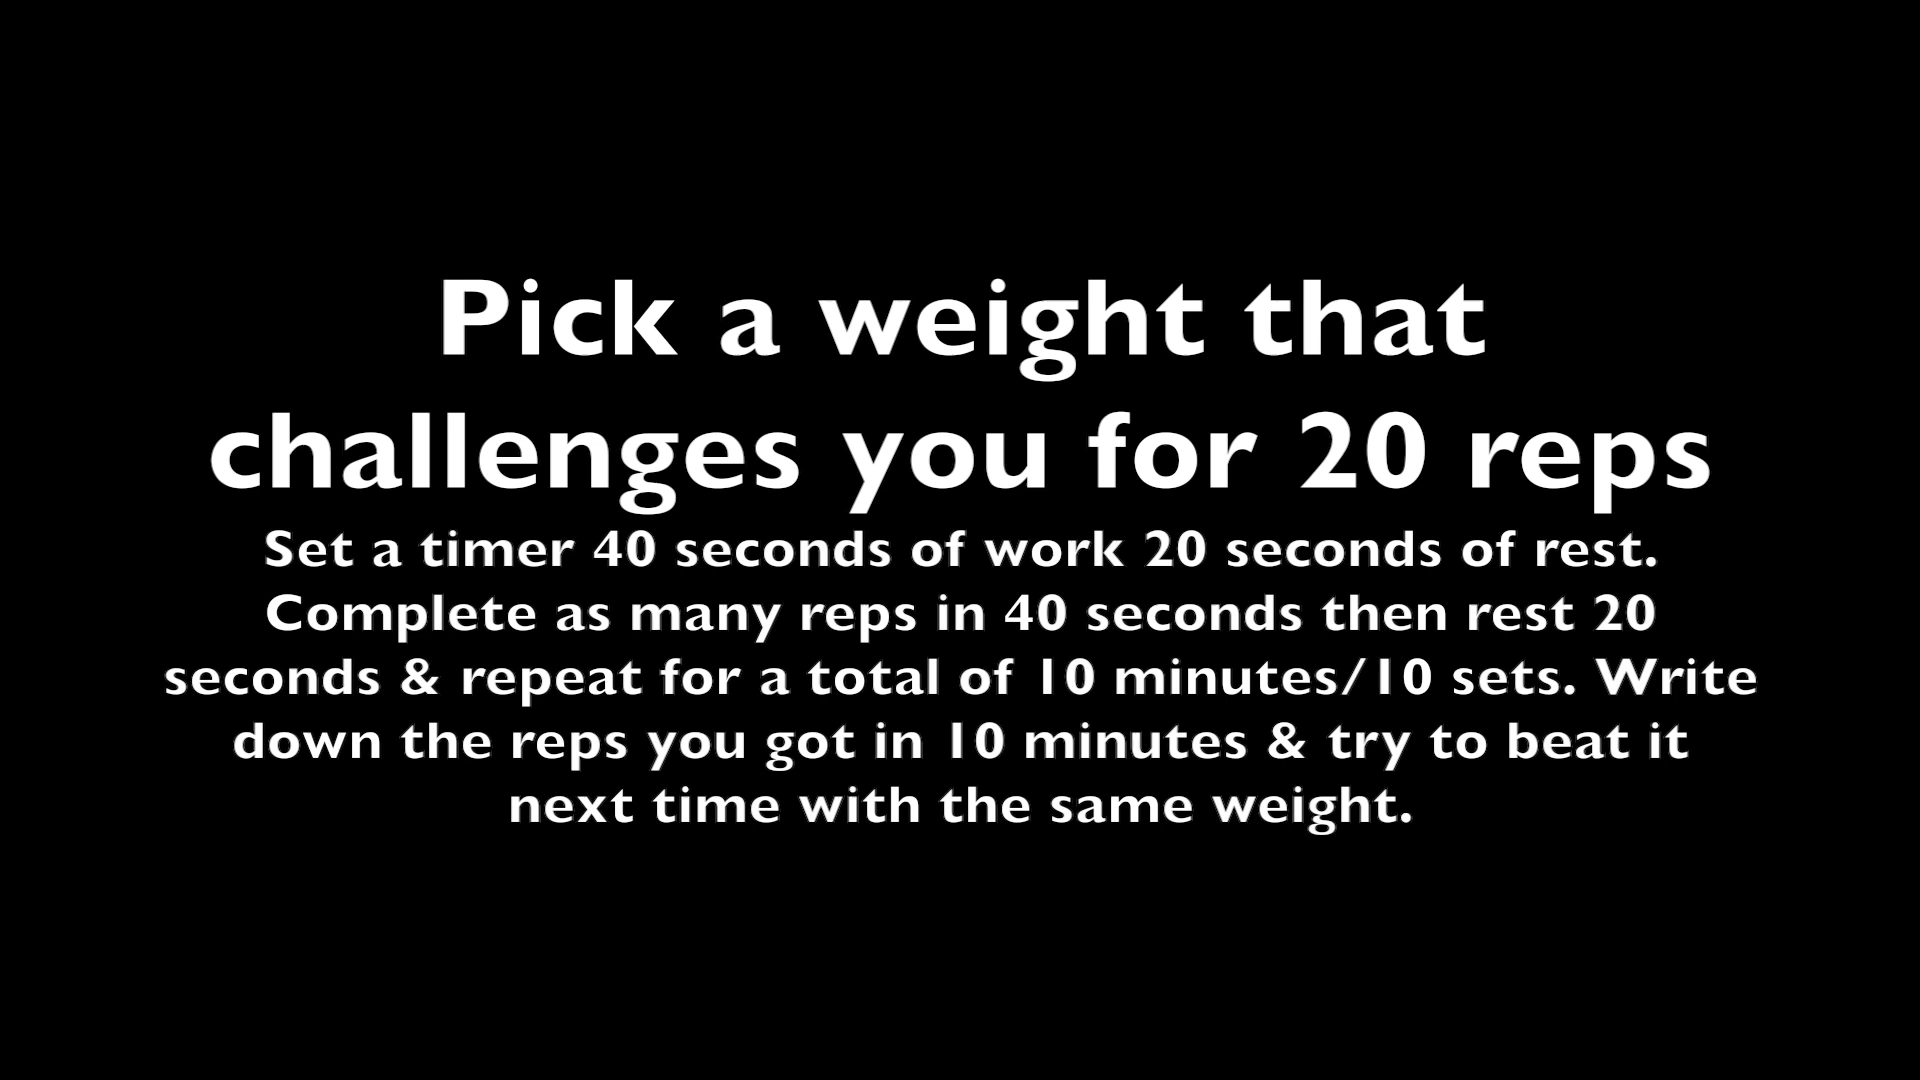 Pick a weight that
challenges you for 20 reps
Set a timer 40 seconds of work 20 seconds of rest.
Complete as many reps in 40 seconds then rest 20
seconds & repeat for a total of 10 minutes/10 sets. Write
down the reps you got in 10 minutes & try to beat it
next time with the same weight.